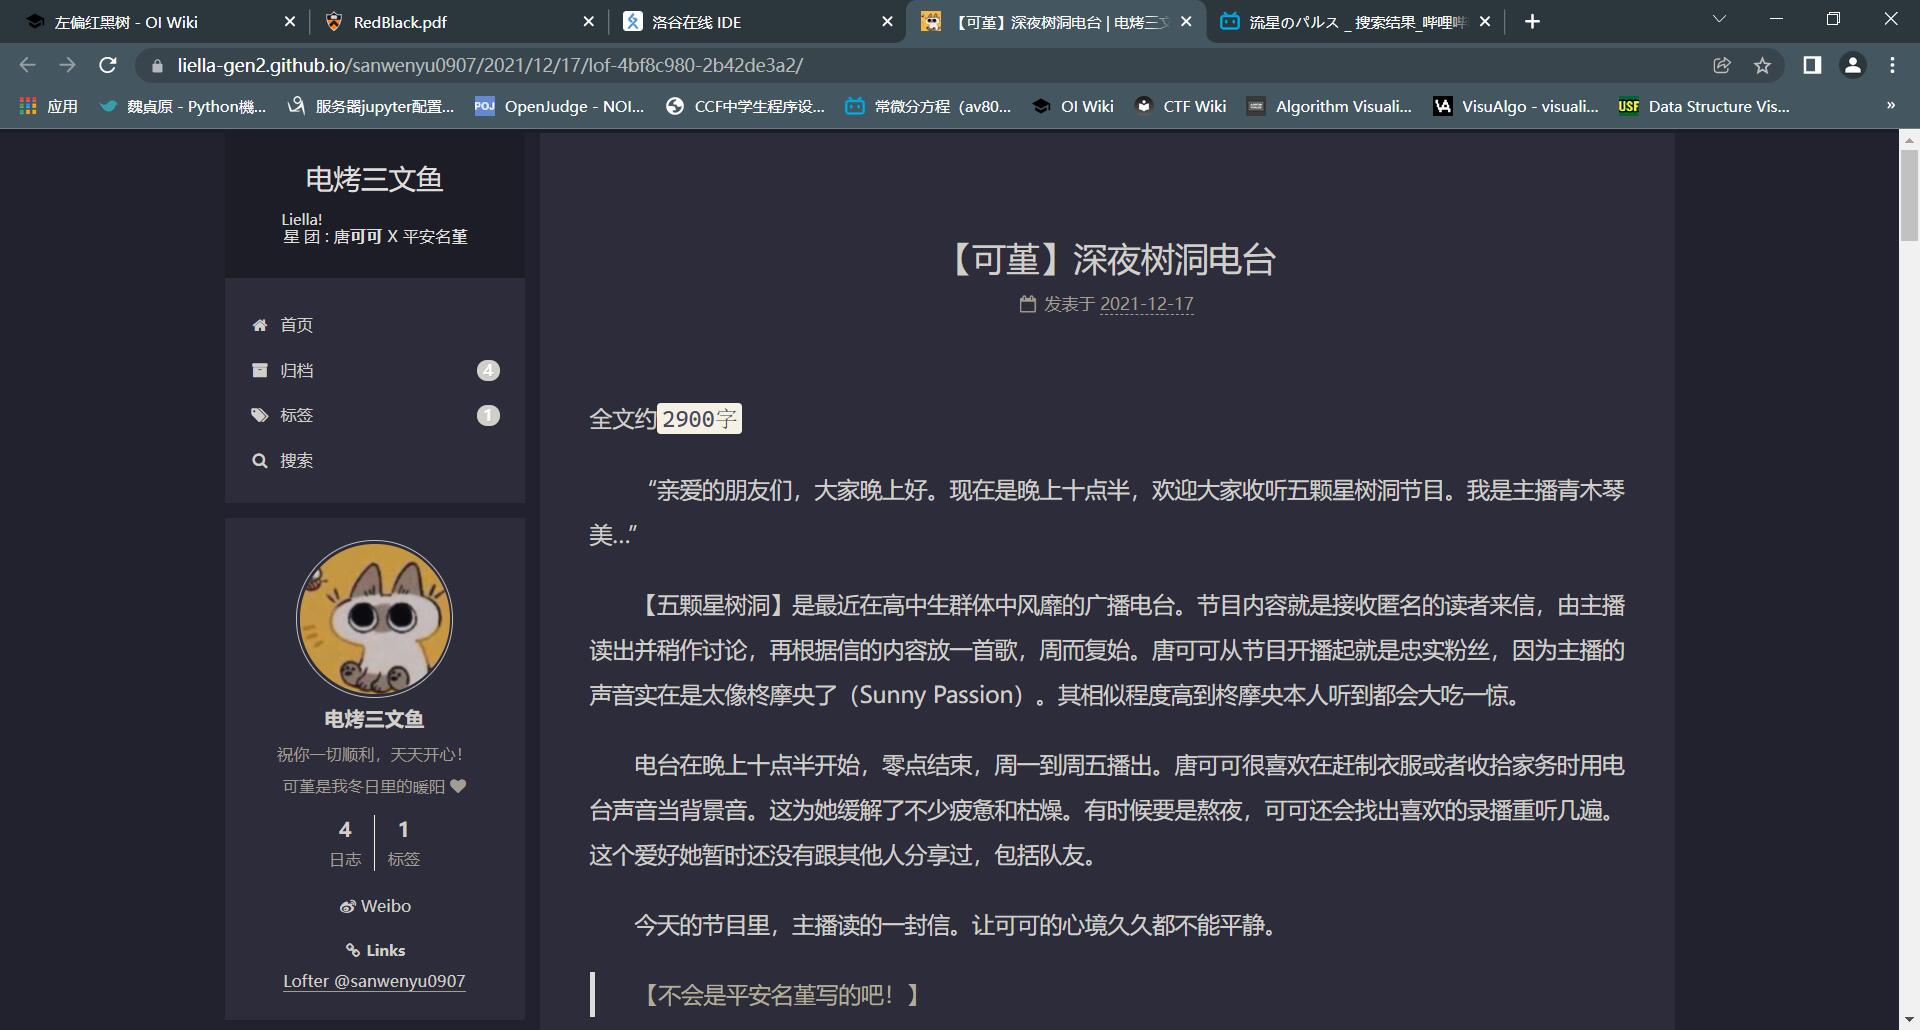 左偏红黑树 - OI Wiki
RedBlack.pdf
洛谷在线 IDE
【可堇】深夜树洞电台 | 电烤三文
流星のパルス _ 搜索结果_哔哩哔
liella-gen2.github.io/sanwenyu0907/2021/12/17/lof-4bf8c980-2b42de3a2/
应用
魏貞原 - Python機...
服务器jupyter配置...
POJ
OpenJudge - NOI...
CCF中学生程序设...
常微分方程（av80...
OI Wiki
CTF Wiki
Algorithm Visuali...
VisuAlgo - visuali...
USF
Data Structure Vis...
»
电烤三文鱼
Liella!
星 团 : 唐可可 X 平安名堇
首页
归档
4
标签
1
搜索
电烤三文鱼
祝你一切顺利，天天开心！
可堇是我冬日里的暖阳
4
日志
1
标签
Weibo
Links
Lofter @sanwenyu0907
【可堇】深夜树洞电台
发表于 2021-12-17
全文约2900字
“亲爱的朋友们，大家晚上好。现在是晚上十点半，欢迎大家收听五颗星树洞节目。我是主播青木琴
美...”
【五颗星树洞】是最近在高中生群体中风靡的广播电台。节目内容就是接收匿名的读者来信，由主播
读出并稍作讨论，再根据信的内容放一首歌，周而复始。唐可可从节目开播起就是忠实粉丝，因为主播的
声音实在是太像柊摩央了（Sunny Passion）。其相似程度高到柊摩央本人听到都会大吃一惊。
电台在晚上十点半开始，零点结束，周一到周五播出。唐可可很喜欢在赶制衣服或者收拾家务时用电
台声音当背景音。这为她缓解了不少疲惫和枯燥。有时候要是熬夜，可可还会找出喜欢的录播重听几遍。
这个爱好她暂时还没有跟其他人分享过，包括队友。
今天的节目里，主播读的一封信。让可可的心境久久都不能平静。
【不会是平安名堇写的吧！】